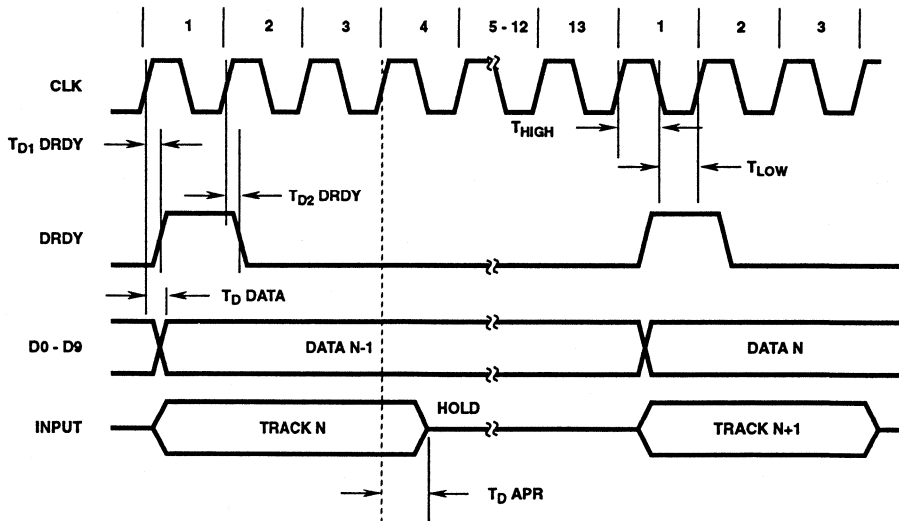 1 2 3 4 5 - 12 13 1 2 3
CLK
T_HIGH
T_D1 DRDY
T_LOW
T_D2 DRDY
DRDY
T_D DATA
D0 - D9 DATA N-1 DATA N
HOLD
INPUT TRACK N TRACK N+1
T_D APR